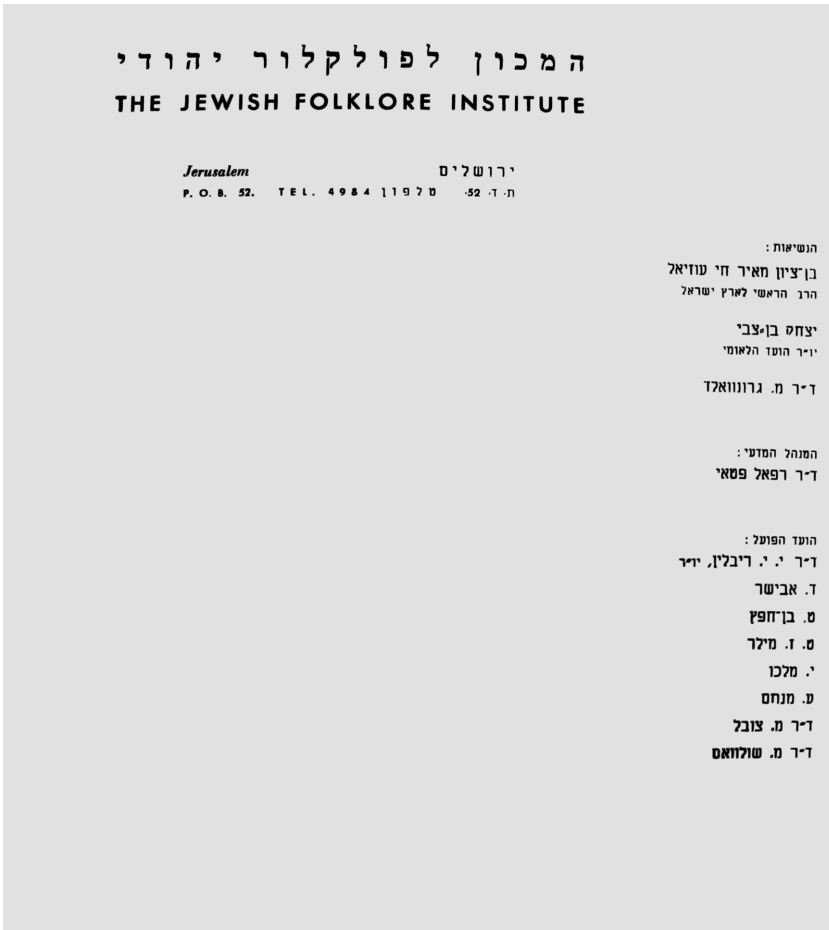 המכון לפולקלור יהודי
THE JEWISH FOLKLORE INSTITUTE
Jerusalem ירושלים
P. O. B. 52. TEL. 4984 טלפון ת. ד. 52.
הנשיאות :
בן־ציון מאיר חי עוזיאל
הרב הראשי לארץ ישראל
יצחק בן=צבי
יו״ר הועד הלאומי
ד״ר מ. גרונוואלד
המנהל המדעי :
ד״ר רפאל פטאי
הועד הפועל :
ד״ר י. י. ריבלין, יו״ר
ד. אבישר
ט. בן־חפץ
ט. ז. מילר
י. מלכו
ע. מנחם
ד״ר מ. צובל
ד״ר מ. שולוואס